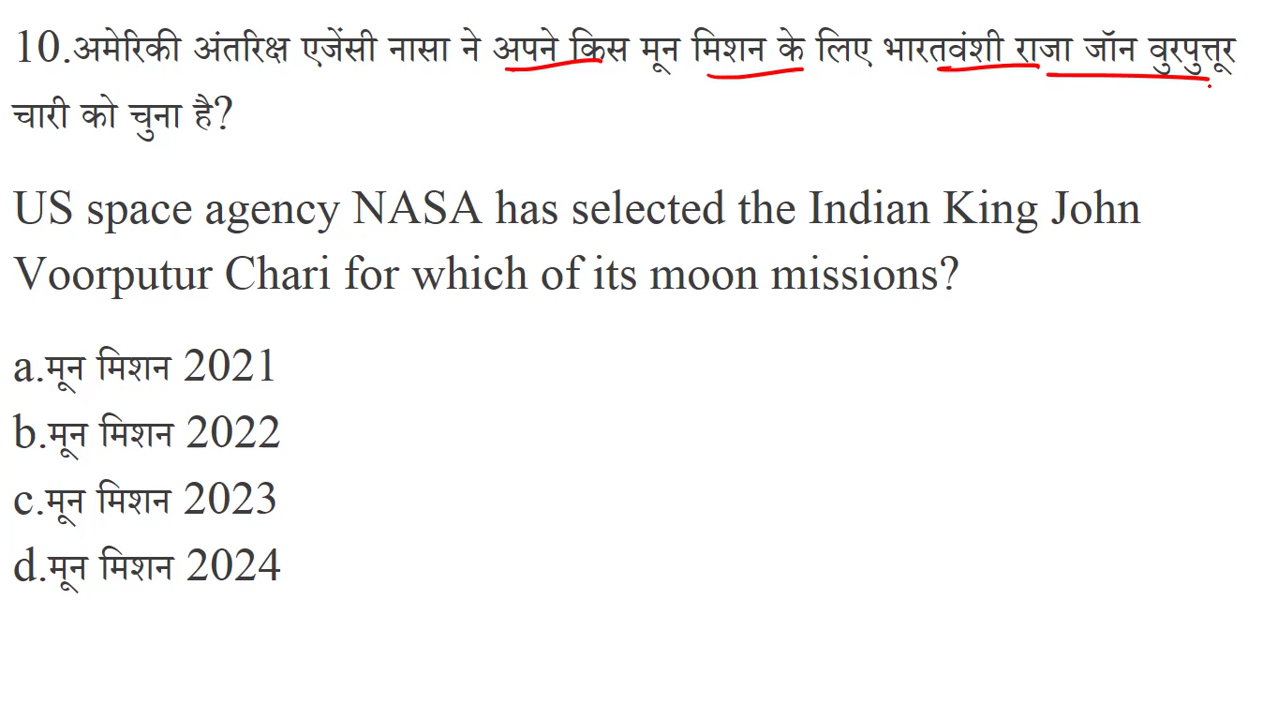 10.अमेरिकी अंतरिक्ष एजेंसी नासा ने अपने किस मून मिशन के लिए भारतवंशी राजा जॉन वुरपुत्तूर
चारी को चुना है?
US space agency NASA has selected the Indian King John
Voorputur Chari for which of its moon missions?
a.मून मिशन 2021
b.मून मिशन 2022
c.मून मिशन 2023
d.मून मिशन 2024